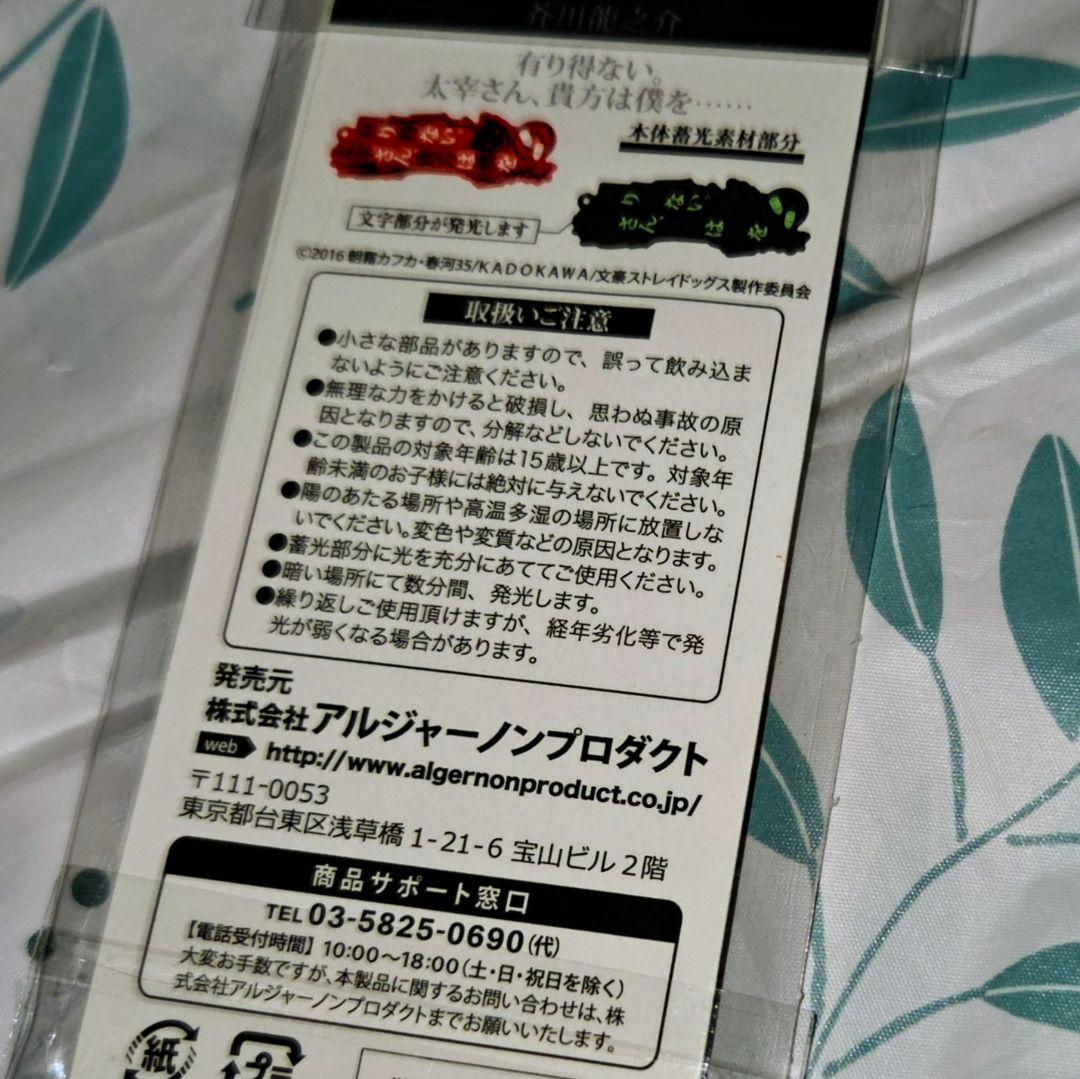 芥川龍之介
有り得ない。
太宰さん、貴方は僕を……
本体蓄光素材部分
り ない。
さん、 は を
り ない。
さん、 は を
文字部分が発光します
©2016 朝霧カフカ・春河35/KADOKAWA/文豪ストレイドッグス製作委員会
取扱いご注意
●小さな部品がありますので、誤って飲み込ま
ないようにご注意ください。
●無理な力をかけると破損し、思わぬ事故の原
因となりますので、分解などしないでください。
●この製品の対象年齢は15歳以上です。対象年
齢未満のお子様には絶対に与えないでください。
●陽のあたる場所や高温多湿の場所に放置しな
いでください。変色や変質などの原因となります。
●蓄光部分に光を充分にあててご使用ください。
●暗い場所にて数分間、発光します。
●繰り返しご使用頂けますが、経年劣化等で発
光が弱くなる場合があります。
発売元
株式会社アルジャーノンプロダクト
web http://www.algernonproduct.co.jp/
〒111-0053
東京都台東区浅草橋1-21-6 宝山ビル2階
商品サポート窓口
TEL 03-5825-0690(代)
【電話受付時間】10:00〜18:00(土・日・祝日を除く)
大変お手数ですが、本製品に関するお問い合わせは、株
式会社アルジャーノンプロダクトまでお願いいたします。
紙 プラ